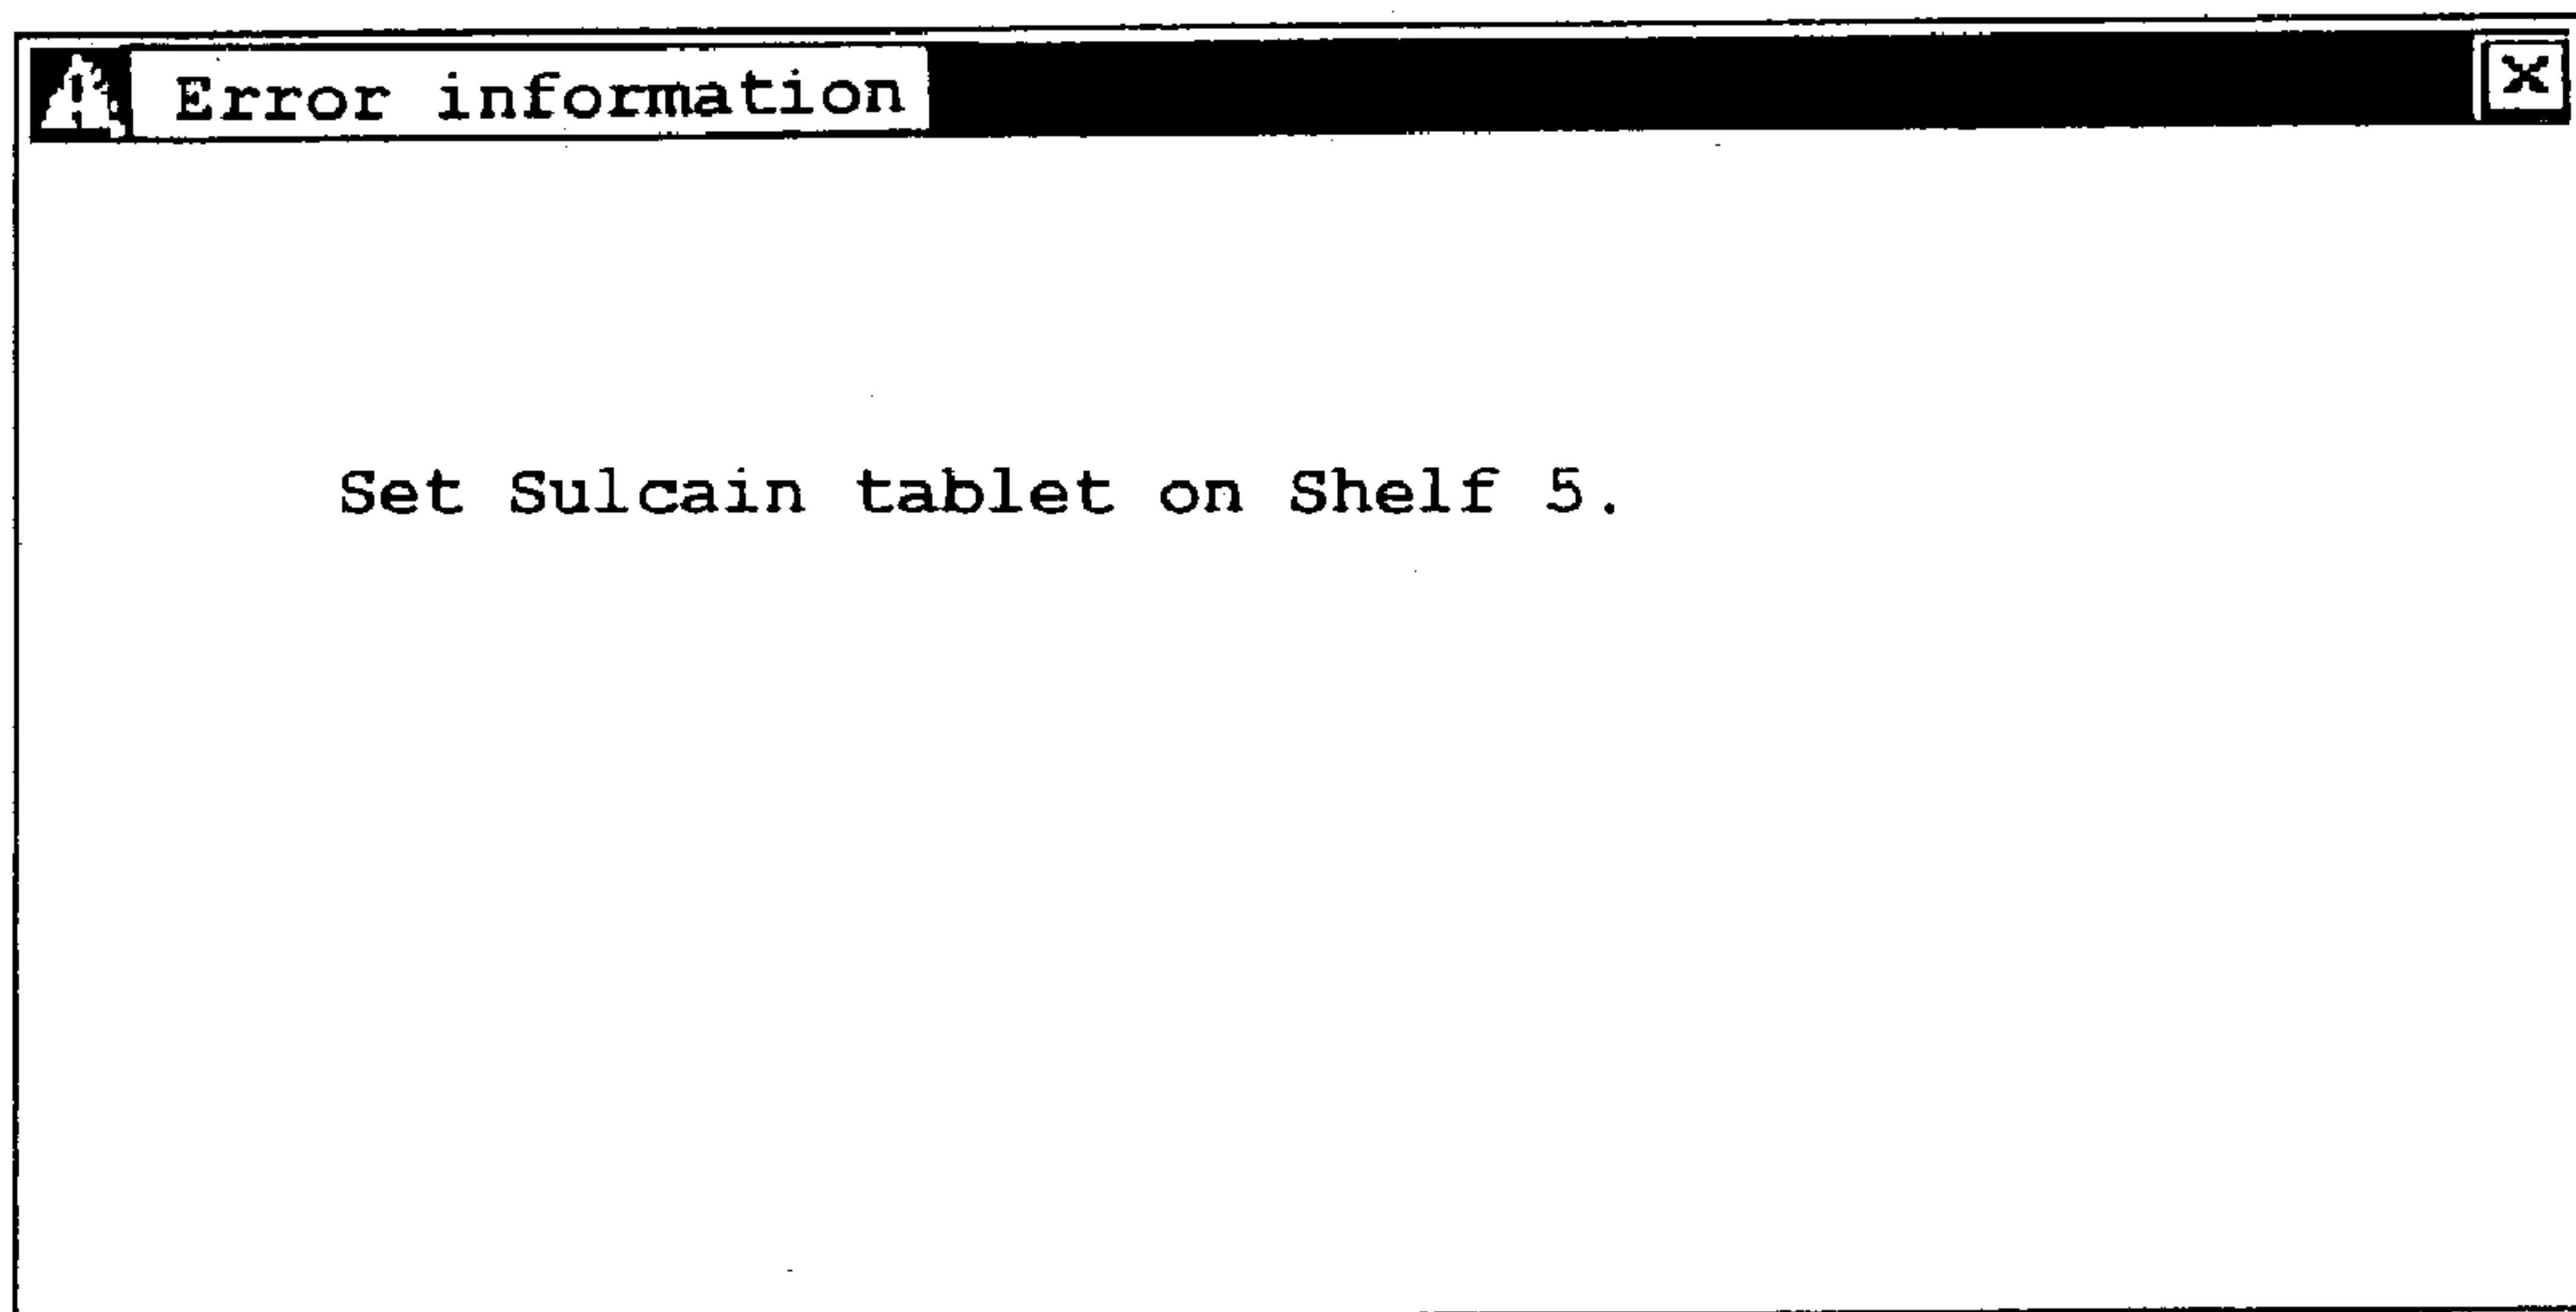 Error information
Set Sulcain tablet on Shelf 5.